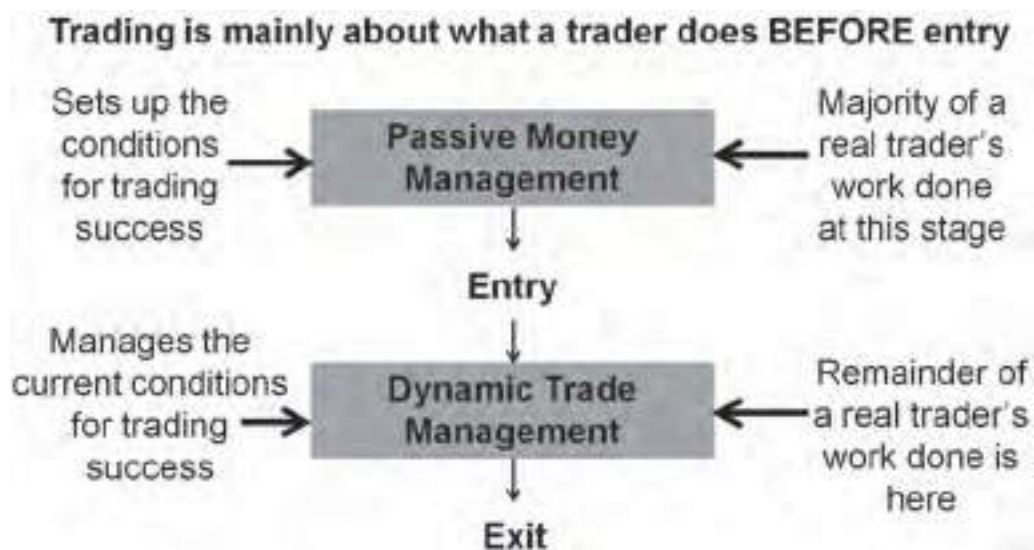 Trading is mainly about what a trader does BEFORE entry
Sets up the
conditions
for trading
success
Passive Money
Management
Majority of a
real trader's
work done
at this stage
Entry
Manages the
current conditions
for trading
success
Dynamic Trade
Management
Remainder of
a real trader's
work done is
here
Exit